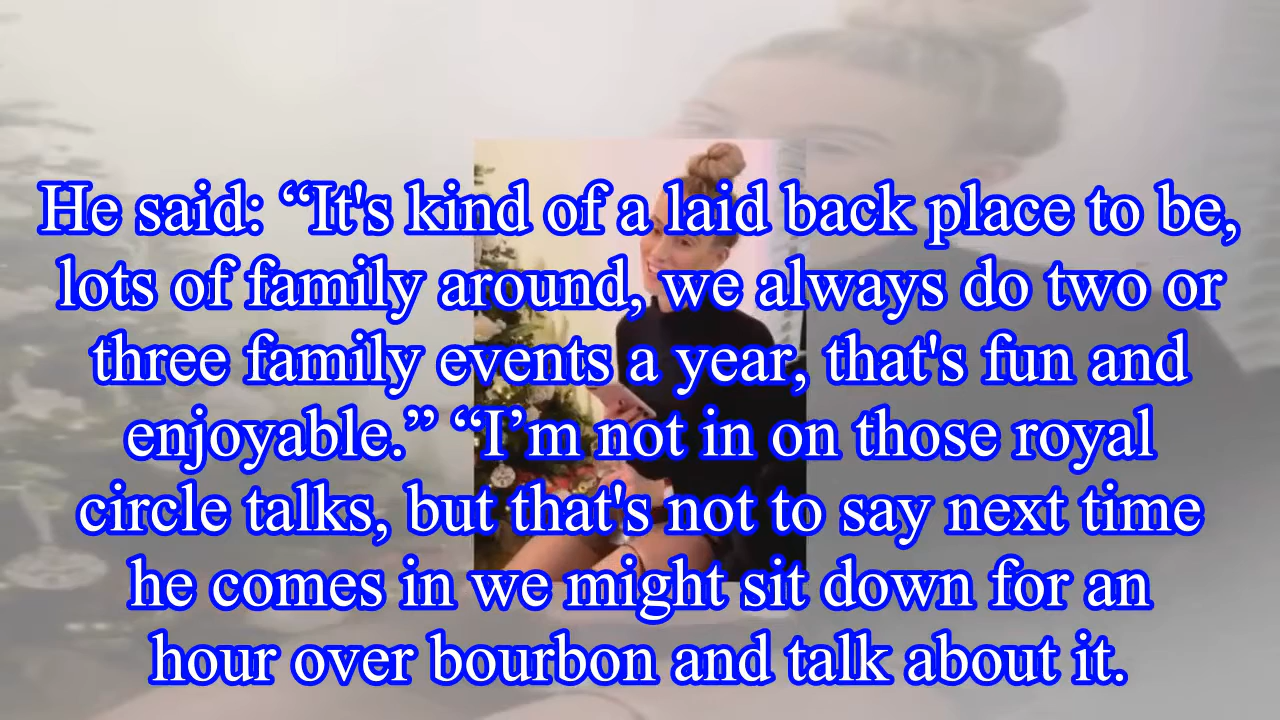 He said: “It's kind of a laid back place to be,
lots of family around, we always do two or
three family events a year, that's fun and
enjoyable.” “I’m not in on those royal
circle talks, but that's not to say next time
he comes in we might sit down for an
hour over bourbon and talk about it.